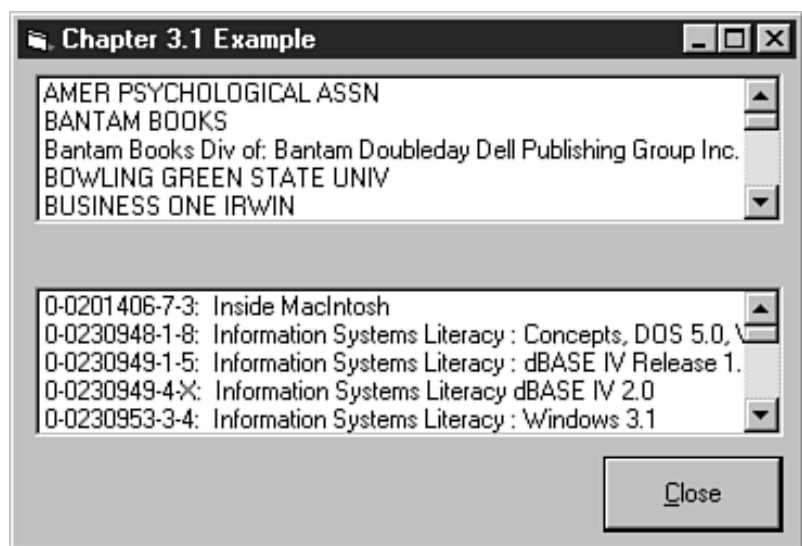 Chapter 3.1 Example
AMER PSYCHOLOGICAL ASSN
BANTAM BOOKS
Bantam Books Div of: Bantam Doubleday Dell Publishing Group Inc.
BOWLING GREEN STATE UNIV
BUSINESS ONE IRWIN
0-0201406-7-3: Inside MacIntosh
0-0230948-1-8: Information Systems Literacy : Concepts, DOS 5.0,
0-0230949-1-5: Information Systems Literacy : dBASE IV Release 1.
0-0230949-4-X: Information Systems Literacy dBASE IV 2.0
0-0230953-3-4: Information Systems Literacy : Windows 3.1
Close